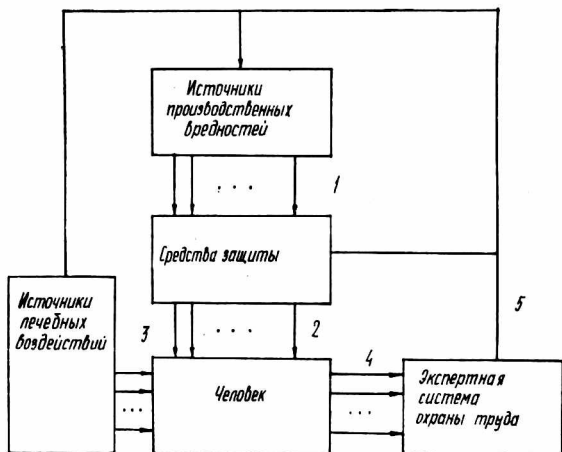 Источники
производственных
вредностей
. . .
1
Средства защиты
Источники
лечебных
воздействий
3
. . .
2
5
4
Человек
Экспертная
система
охраны труда
. . .
. . .